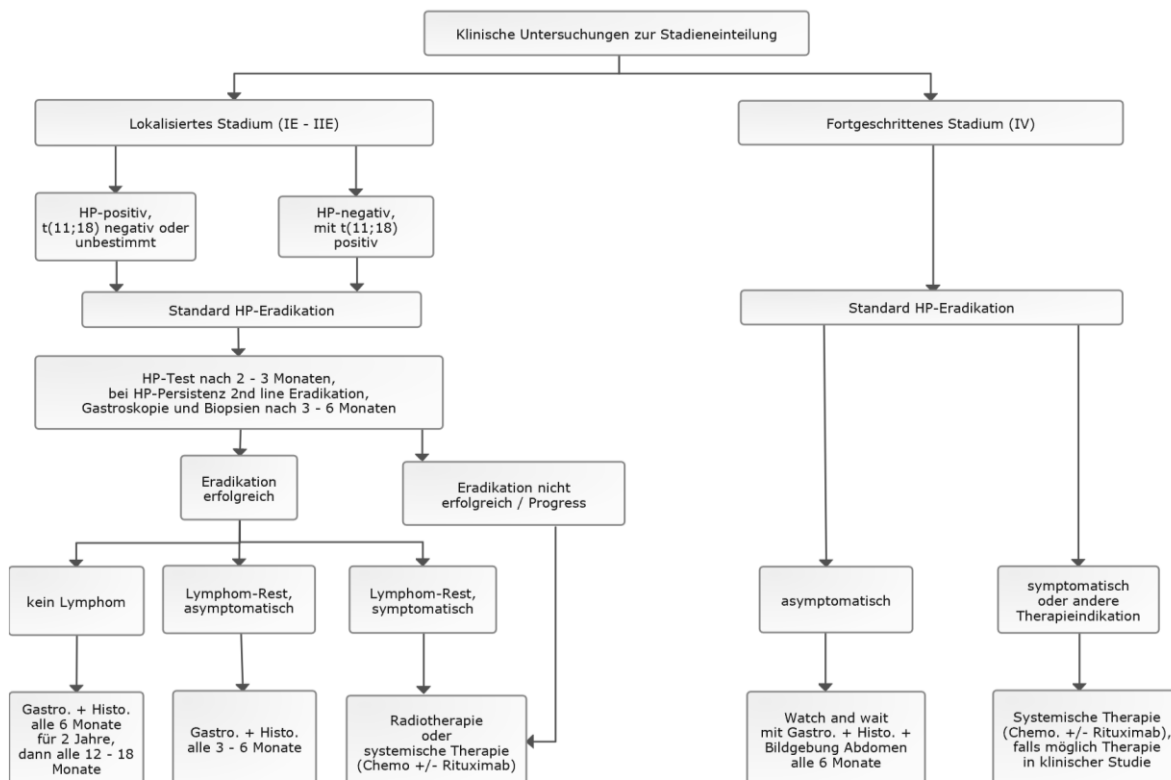 Klinische Untersuchungen zur Stadieneinteilung
Lokalisiertes Stadium (IE - IIE)
Fortgeschrittenes Stadium (IV)
HP-positiv,
t(11;18) negativ oder
unbestimmt
HP-negativ,
mit t(11;18)
positiv
Standard HP-Eradikation
Standard HP-Eradikation
HP-Test nach 2 - 3 Monaten,
bei HP-Persistenz 2nd line Eradikation,
Gastroskopie und Biopsien nach 3 - 6 Monaten
Eradikation
erfolgreich
Eradikation nicht
erfolgreich / Progress
kein Lymphom
Lymphom-Rest,
asymptomatisch
Lymphom-Rest,
symptomatisch
asymptomatisch
symptomatisch
oder andere
Therapieindikation
Gastro. + Histo.
alle 6 Monate
für 2 Jahre,
dann alle 12 - 18
Monate
Gastro. + Histo.
alle 3 - 6 Monate
Radiotherapie
oder
systemische Therapie
(Chemo +/- Rituximab)
Watch and wait
mit Gastro. + Histo. +
Bildgebung Abdomen
alle 6 Monate
Systemische Therapie
(Chemo. +/- Rituximab),
falls möglich Therapie
in klinischer Studie